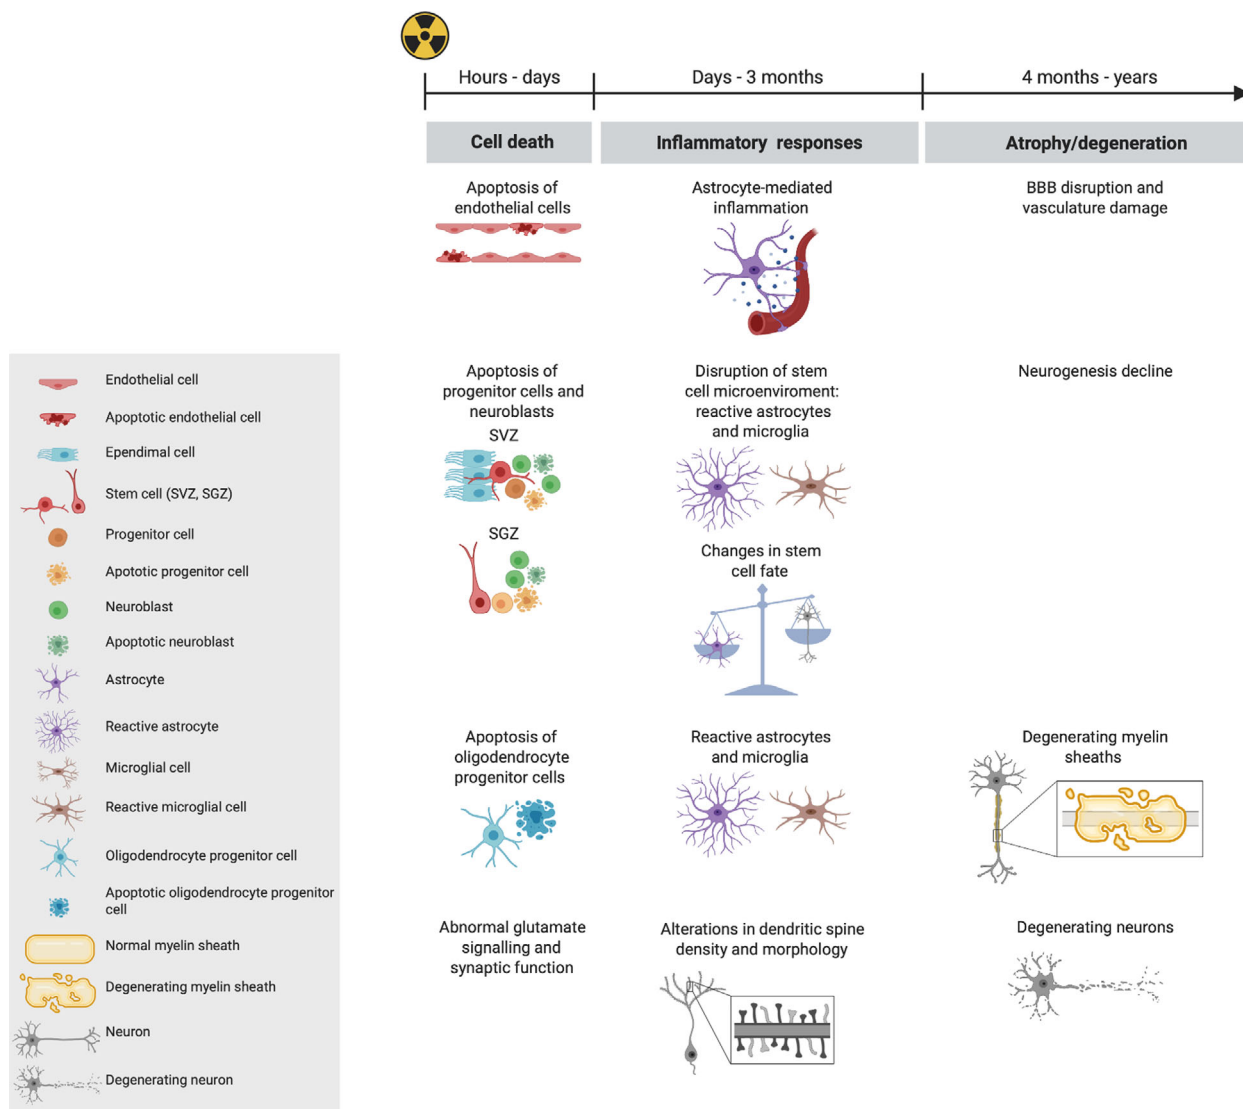 Hours - days
Days - 3 months
4 months - years
Cell death
Inflammatory responses
Atrophy/degeneration
Apoptosis of
endothelial cells
Astrocyte-mediated
inflammation
BBB disruption and
vasculature damage
Apoptosis of
progenitor cells and
neuroblasts
SVZ
SGZ
Disruption of stem
cell microenviroment:
reactive astrocytes
and microglia
Changes in stem
cell fate
Neurogenesis decline
Apoptosis of
oligodendrocyte
progenitor cells
Reactive astrocytes
and microglia
Degenerating myelin
sheaths
Abnormal glutamate
signalling and
synaptic function
Alterations in dendritic spine
density and morphology
Degenerating neurons
Endothelial cell
Apoptotic endothelial cell
Ependimal cell
Stem cell (SVZ, SGZ)
Progenitor cell
Apototic progenitor cell
Neuroblast
Apoptotic neuroblast
Astrocyte
Reactive astrocyte
Microglial cell
Reactive microglial cell
Oligodendrocyte progenitor cell
Apoptotic oligodendrocyte progenitor
cell
Normal myelin sheath
Degenerating myelin sheath
Neuron
Degenerating neuron